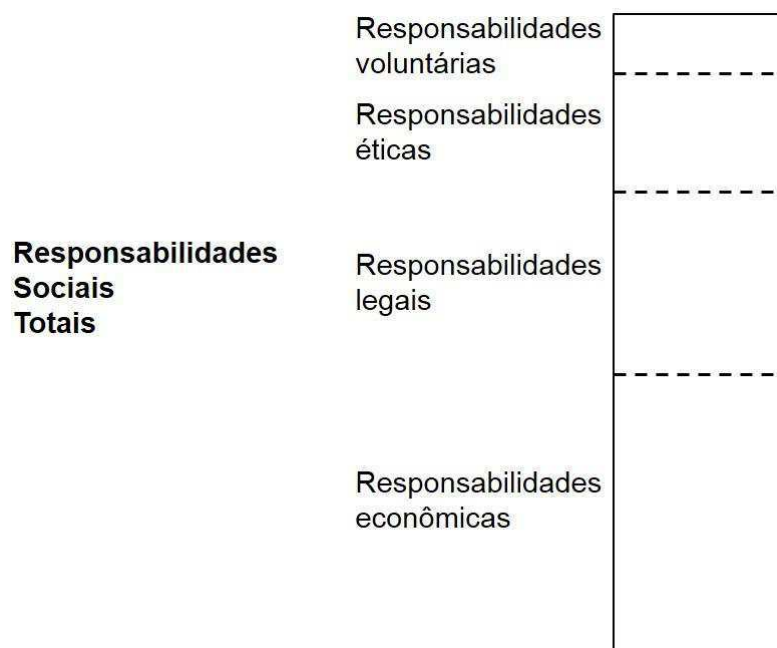 Responsabilidades
voluntárias
Responsabilidades
éticas
Responsabilidades
Sociais
Totais
Responsabilidades
legais
Responsabilidades
econômicas